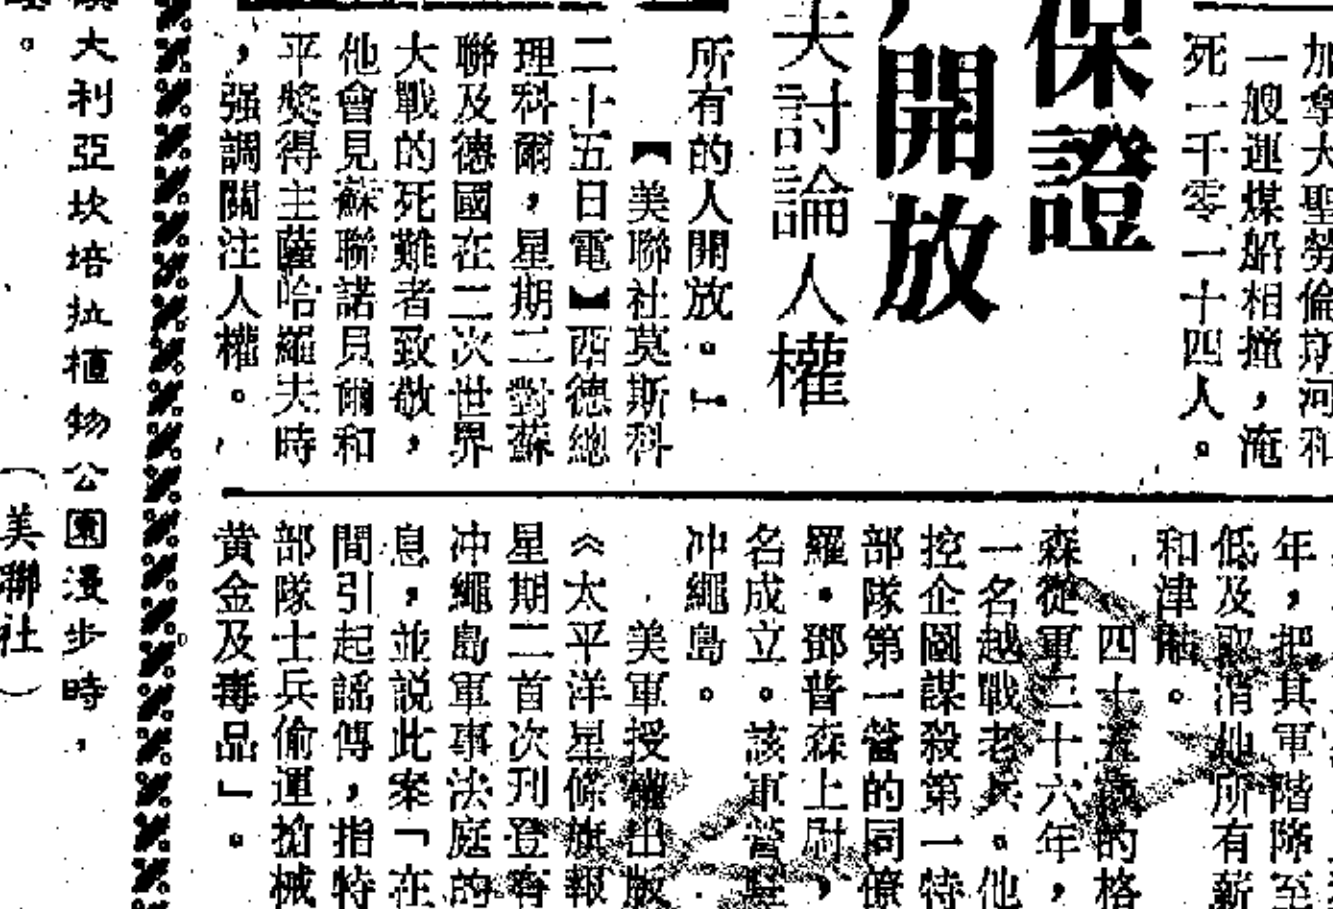 加拿大聖勞倫斯河和
一艘運煤船相撞，淹
死一千零一十四人。
保證
開放
夫討論人權
所有的人開放。」
【美聯社莫斯科
二十五日電】西德總
理科爾，星期二對蘇
聯及德國在二次世界
大戰的死難者致敬，
他會見蘇聯諾貝爾和
平獎得主薩哈羅夫時
，强調關注人權。
年，把其軍階降至
低及取消他所有薪
和津貼。
四十五歲的格
森從軍二十六年，
一名越戰老兵。他
控企圖謀殺第一特
部隊第一營的同僚
羅·鄧普森上尉，
名成立。該軍營駐
冲繩島。
美軍授權出版
《太平洋星條旗報
星期二首次刊登有
冲繩島軍事法庭的
息，並説此案「在
間引起謡傳，指特
部隊士兵偷運搶械
黄金及毒品」。
大利亞坎培拉植物公園漫步時，
（美聯社）